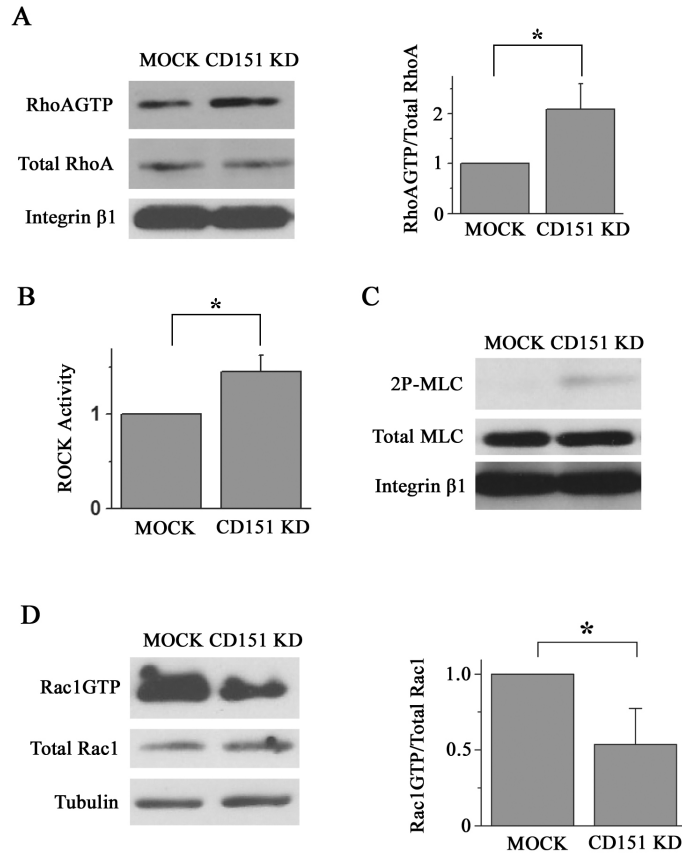 A
MOCK CD151 KD
RhoAGTP
Total RhoA
Integrin β1
*
RhoAGTP/Total RhoA
2
1
0
MOCK CD151 KD
B
*
ROCK Activity
1
0
MOCK CD151 KD
C
MOCK CD151 KD
2P-MLC
Total MLC
Integrin β1
D
MOCK CD151 KD
Rac1GTP
Total Rac1
Tubulin
*
Rac1GTP/Total Rac1
1.0
0.5
0
MOCK CD151 KD